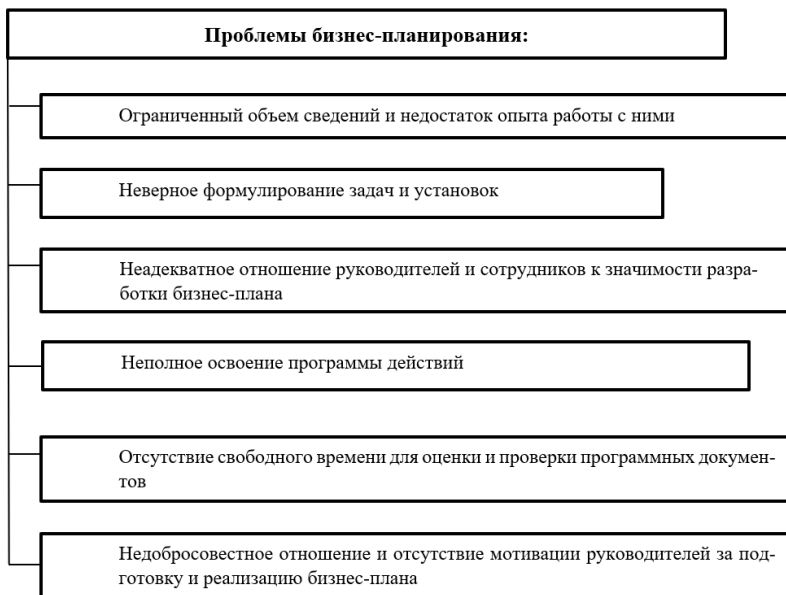 Проблемы бизнес-планирования:
Ограниченный объем сведений и недостаток опыта работы с ними
Неверное формулирование задач и установок
Неадекватное отношение руководителей и сотрудников к значимости разра-
ботки бизнес-плана
Неполное освоение программы действий
Отсутствие свободного времени для оценки и проверки программных докумен-
тов
Недобросовестное отношение и отсутствие мотивации руководителей за под-
готовку и реализацию бизнес-плана